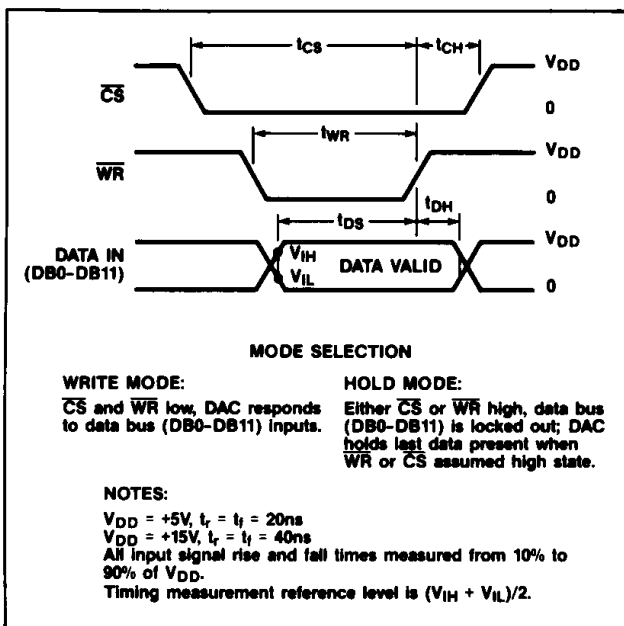 tCS tCH VDD
CS
0
tWR VDD
WR
0
tDS tDH
DATA IN
(DB0-DB11)
VIH
VIL
DATA VALID
VDD
0
MODE SELECTION
WRITE MODE:
CS and WR low, DAC responds
to data bus (DB0-DB11) inputs.
HOLD MODE:
Either CS or WR high, data bus
(DB0-DB11) is locked out; DAC
holds last data present when
WR or CS assumed high state.
NOTES:
VDD = +5V, tr = tf = 20ns
VDD = +15V, tr = tf = 40ns
All input signal rise and fall times measured from 10% to
90% of VDD.
Timing measurement reference level is (VIH + VIL)/2.